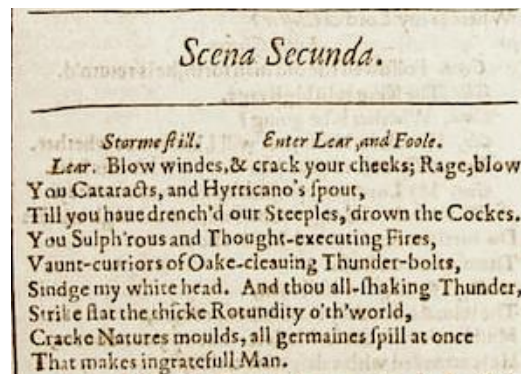 Scena Secunda.
Storme ſtill. Enter Lear, and Foole.
Lear. Blow windes, & crack your cheeks; Rage, blow
You Cataracts, and Hyrricano's ſpout,
Till you haue drench'd our Steeples, drown the Cockes.
You Sulph'rous and Thought-executing Fires,
Vaunt-curriors of Oake-cleauing Thunder-bolts,
Sindge my white head. And thou all-ſhaking Thunder,
Strike flat the thicke Rotundity o'th'world,
Cracke Natures moulds, all germaines ſpill at once
That makes ingratefull Man.